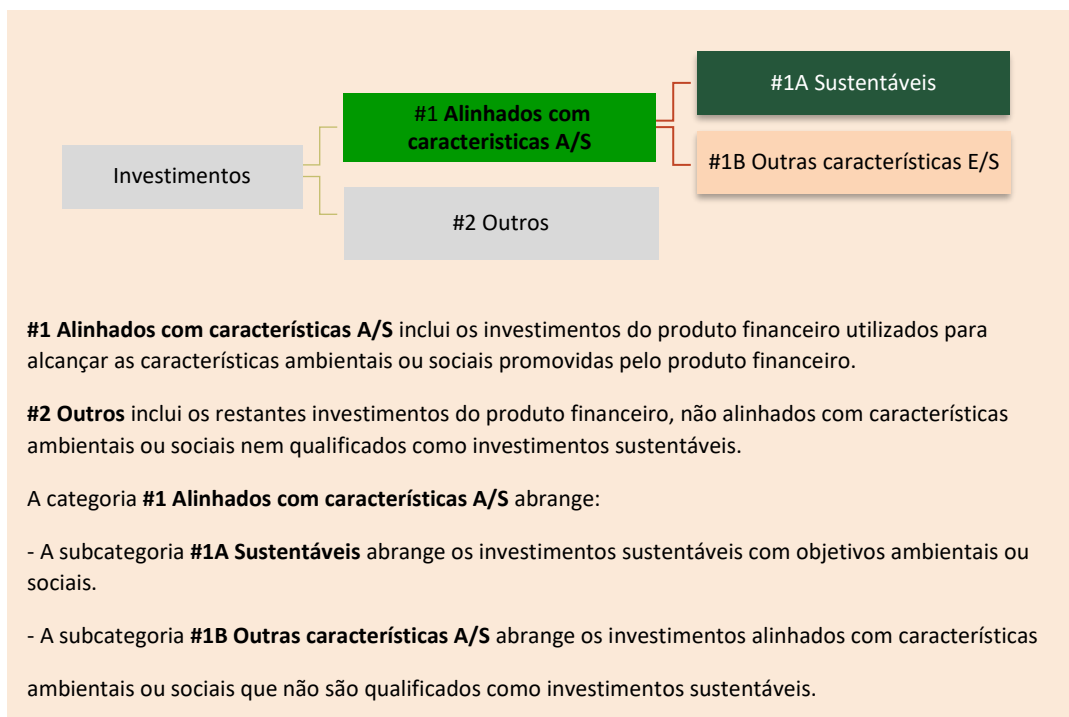 #1A Sustentáveis
#1 Alinhados com
caracteristicas A/S
#1B Outras características E/S
Investimentos
#2 Outros
#1 Alinhados com características A/S inclui os investimentos do produto financeiro utilizados para
alcançar as características ambientais ou sociais promovidas pelo produto financeiro.
#2 Outros inclui os restantes investimentos do produto financeiro, não alinhados com características
ambientais ou sociais nem qualificados como investimentos sustentáveis.
A categoria #1 Alinhados com características A/S abrange:
- A subcategoria #1A Sustentáveis abrange os investimentos sustentáveis com objetivos ambientais ou
sociais.
- A subcategoria #1B Outras características A/S abrange os investimentos alinhados com características
ambientais ou sociais que não são qualificados como investimentos sustentáveis.